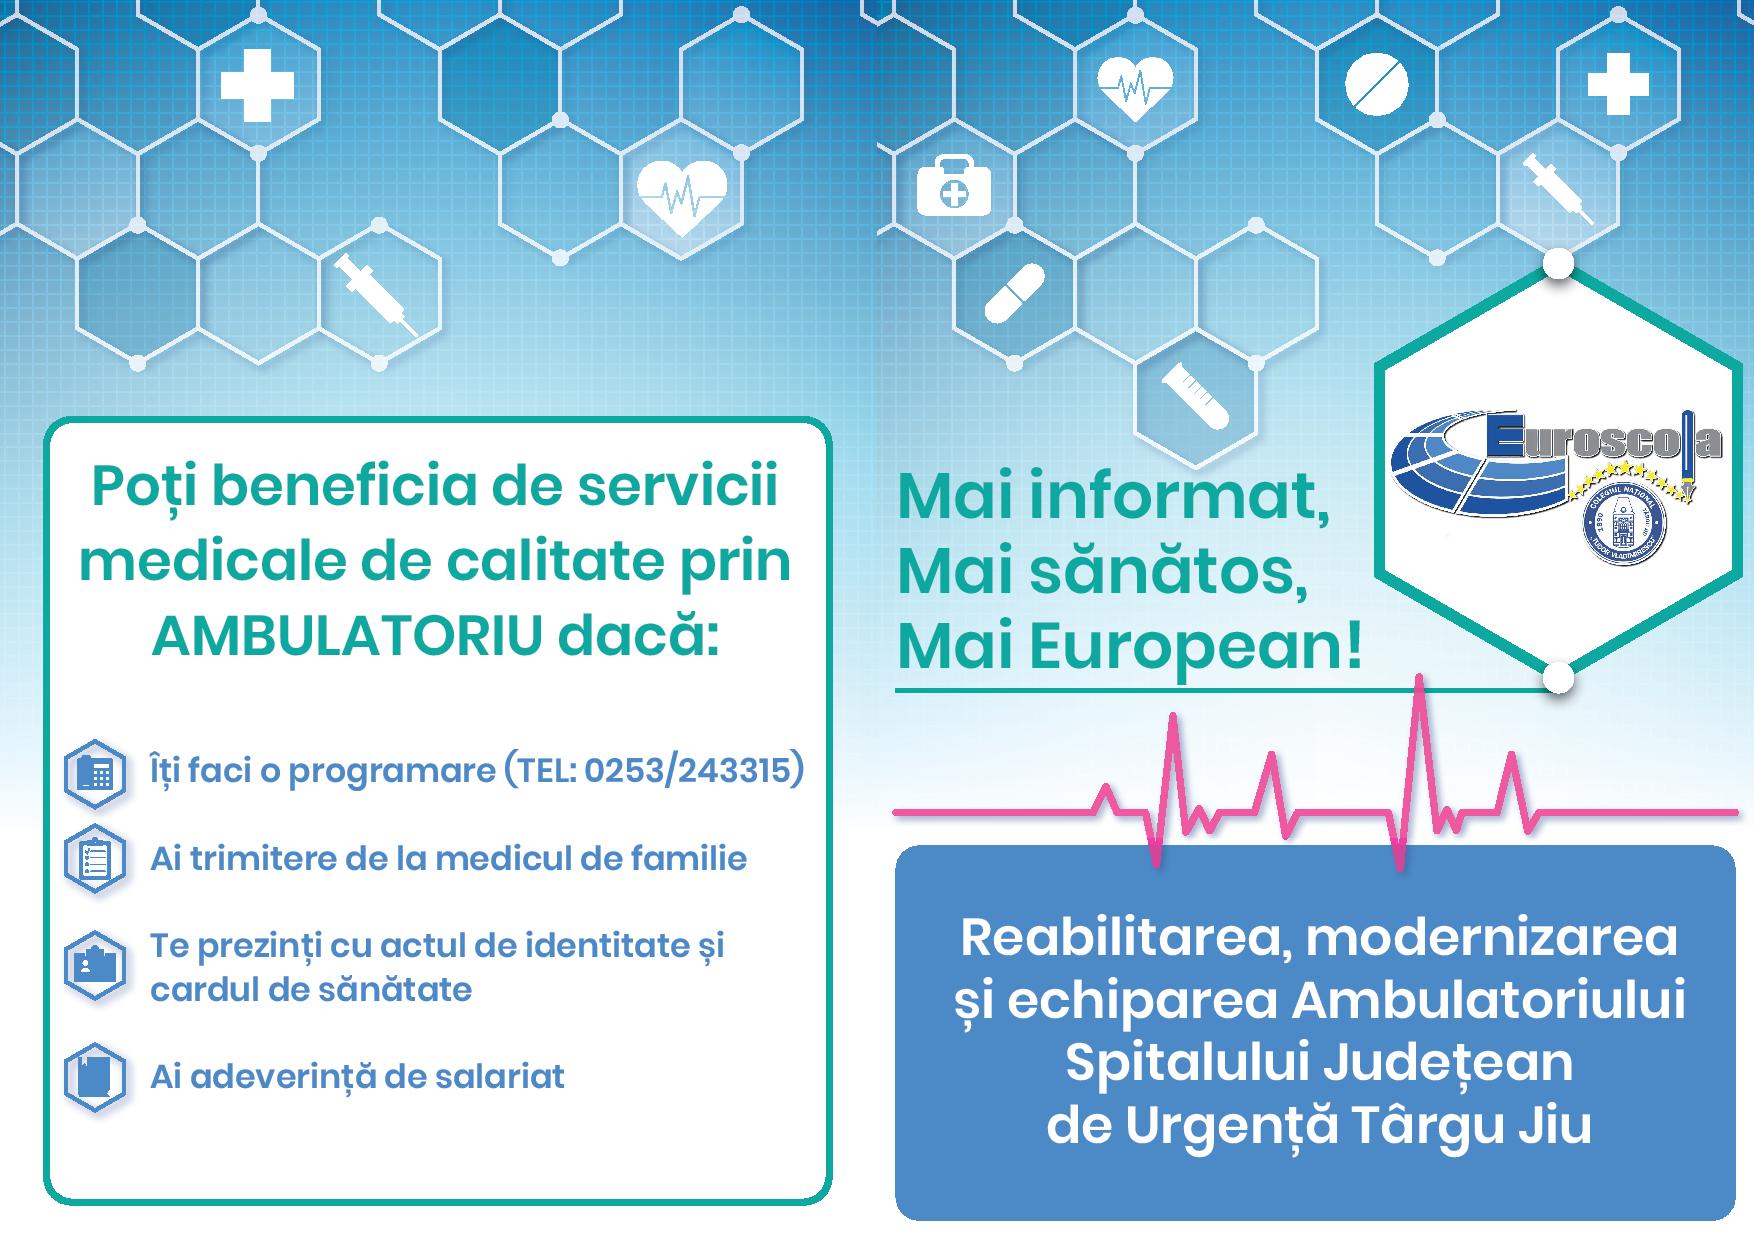 Poți beneficia de servicii
medicale de calitate prin
AMBULATORIU dacă:
Îți faci o programare (TEL: 0253/243315)
Ai trimitere de la medicul de familie
Te prezinți cu actul de identitate și
cardul de sănătate
Ai adeverință de salariat
Euroscola
COLEGIUL NAȚIONAL
1890
TÂRGU JIU
"TUDOR VLADIMIRESCU"
Mai informat,
Mai sănătos,
Mai European!
Reabilitarea, modernizarea
și echiparea Ambulatoriului
Spitalului Județean
de Urgență Târgu Jiu